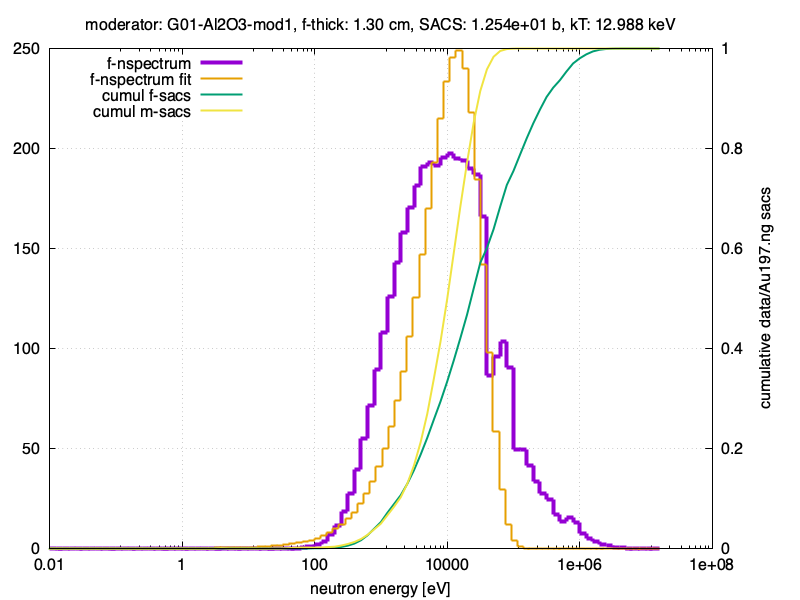 moderator: G01-Al2O3-mod1, f-thick: 1.30 cm, SACS: 1.254e+01 b, kT: 12.988 keV
f-nspectrum
f-nspectrum fit
cumul f-sacs
cumul m-sacs
250
200
150
100
50
0
1
0.8
0.6
0.4
0.2
0
cumulative data/Au197.ng sacs
0.01
1
100
10000
1e+06
1e+08
neutron energy [eV]